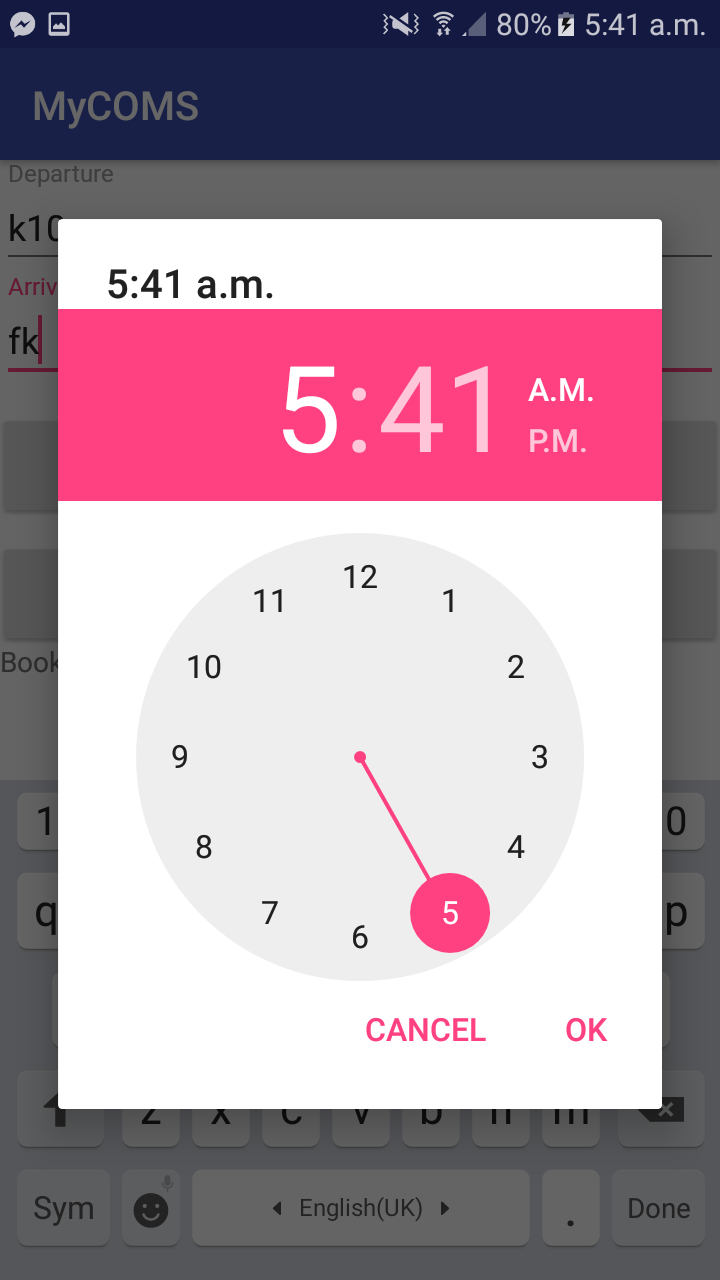 80% 5:41 a.m.
MyCOMS
Departure
k10
Arriv
fk
5:41 a.m.
5:41 A.M.
P.M.
12
11 1
10 2
9 3
8 4
7 5
6
Book
CANCEL OK
1 0
q p
z x c v b n m
Sym English(UK) . Done